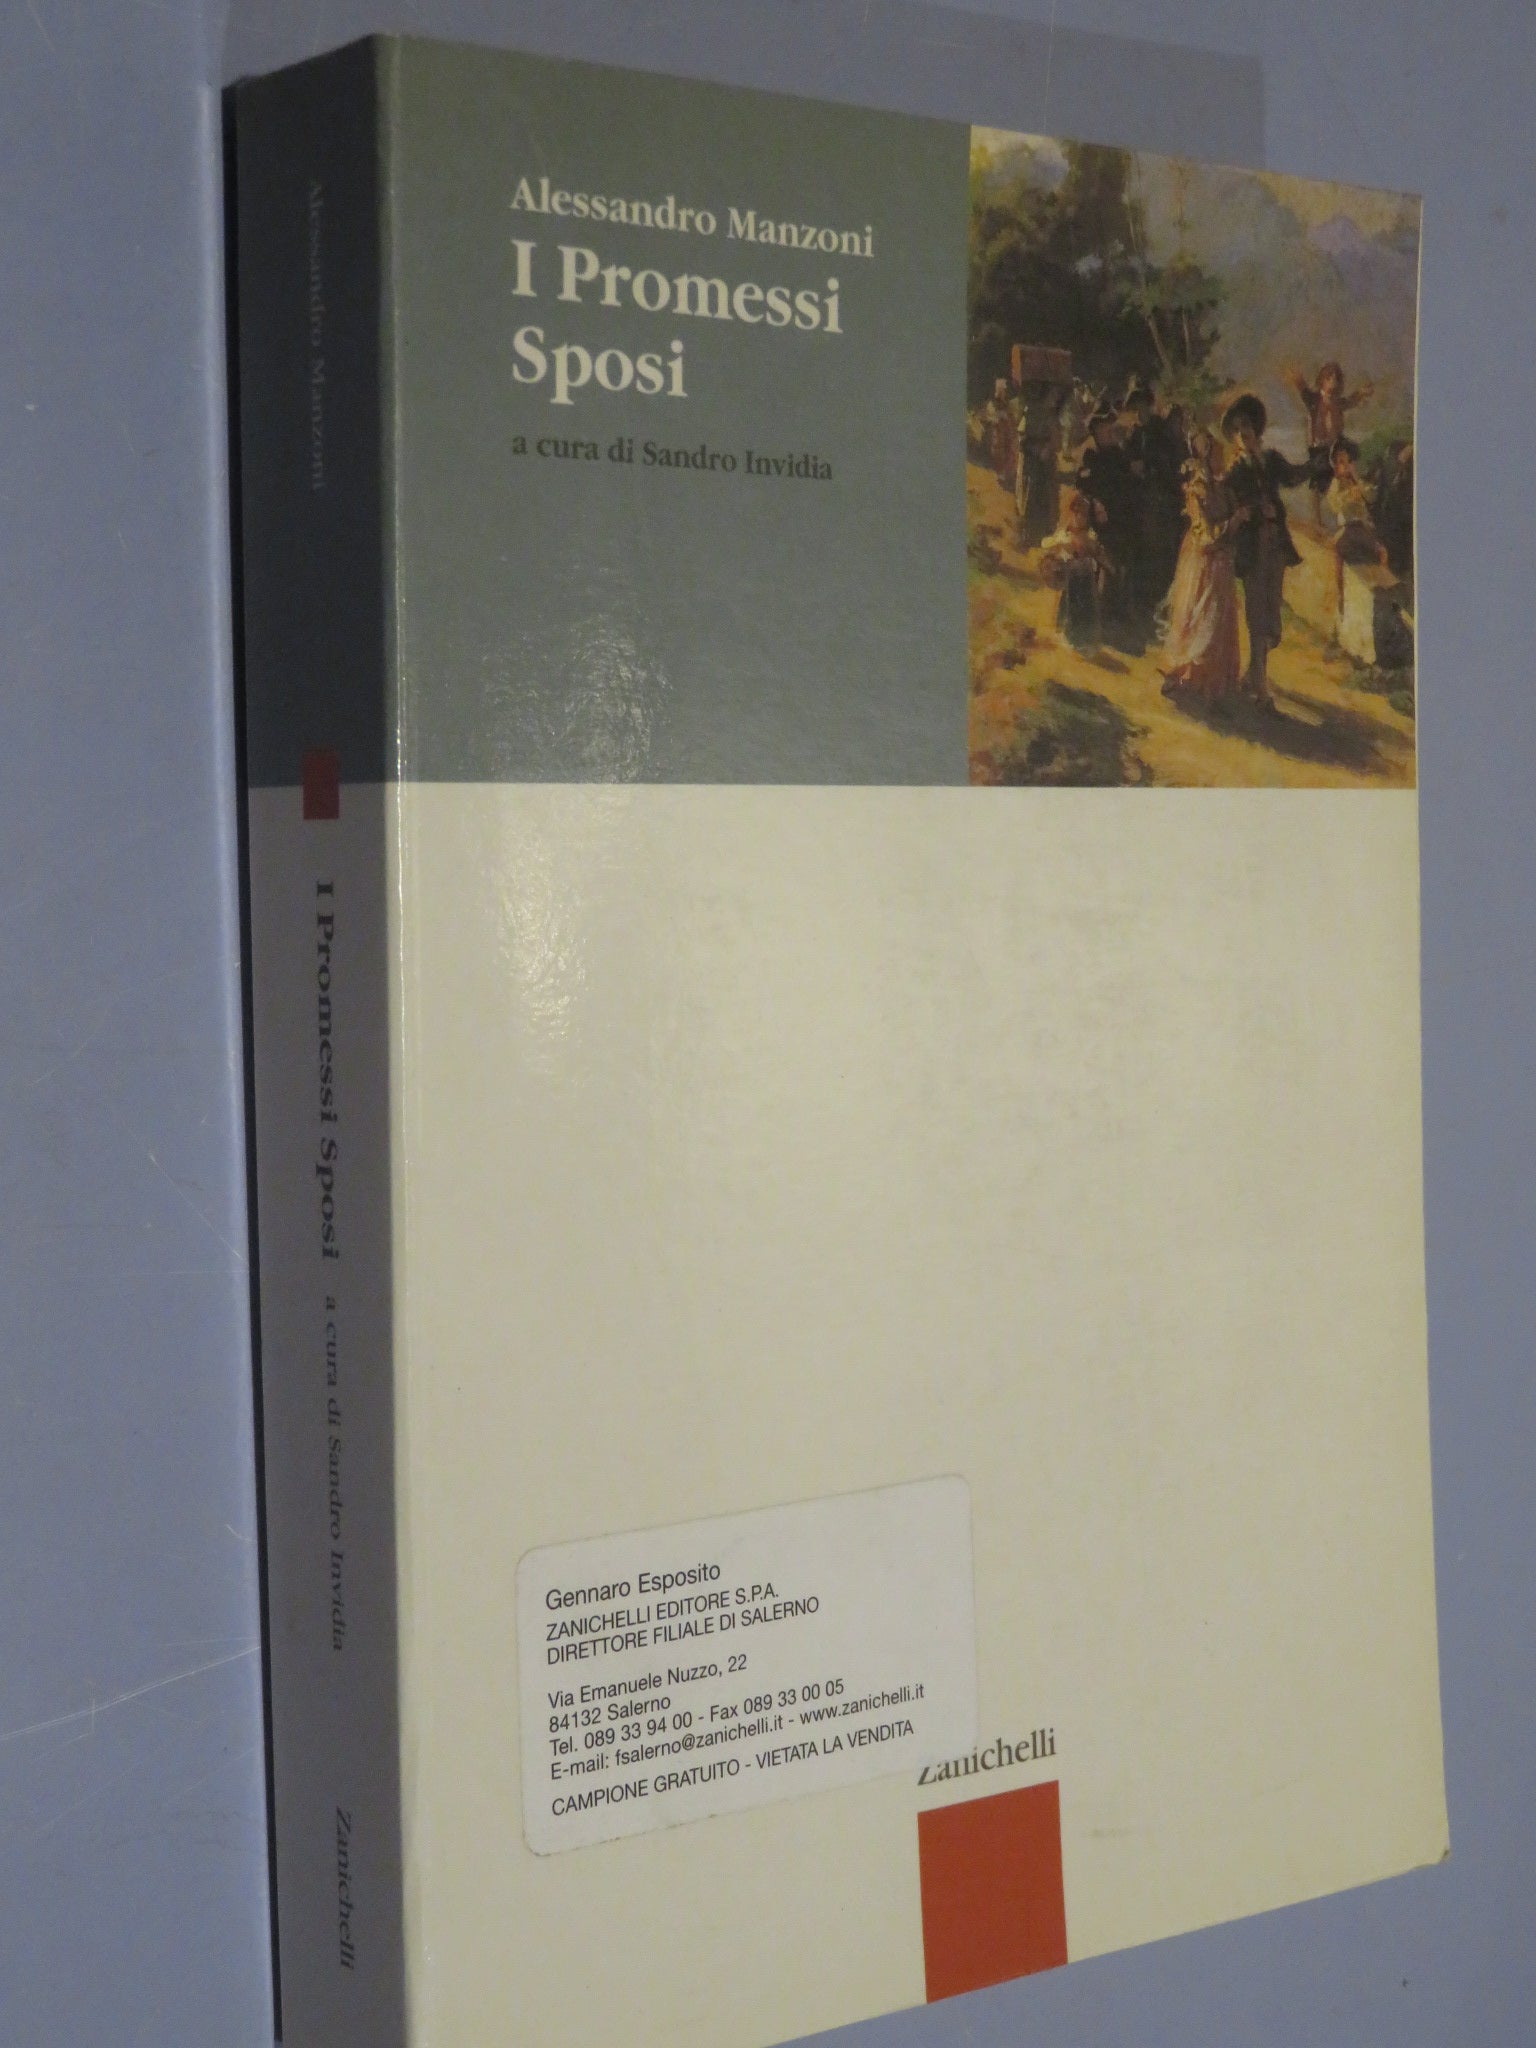 Alessandro Manzoni
I Promessi
Sposi
a cura di Sandro Invidia
Alessandro Manzoni
I Promessi Sposi a cura di Sandro Invidia
Zanichelli
Gennaro Esposito
ZANICHELLI EDITORE S.P.A.
DIRETTORE FILIALE DI SALERNO
Via Emanuele Nuzzo, 22
84132 Salerno
Tel. 089 33 94 00 - Fax 089 33 00 05
E-mail: fsalerno@zanichelli.it - www.zanichelli.it
CAMPIONE GRATUITO - VIETATA LA VENDITA
Zanichelli